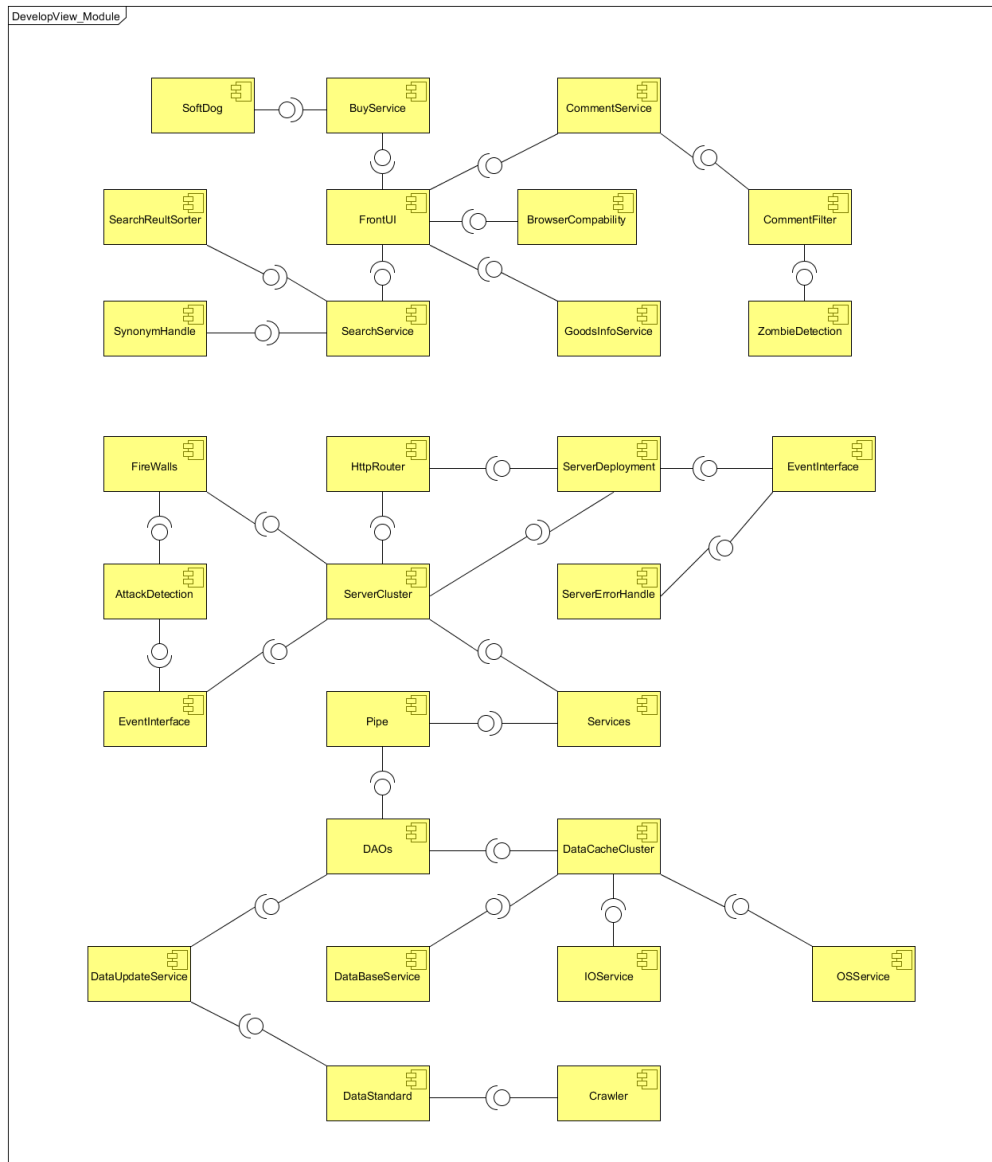 DevelopView_Module
SoftDog
BuyService
CommentService
SearchReultSorter
FrontUI
BrowserCompability
CommentFilter
SynonymHandle
SearchService
GoodsInfoService
ZombieDetection
FireWalls
HttpRouter
ServerDeployment
EventInterface
AttackDetection
ServerCluster
ServerErrorHandle
EventInterface
Pipe
Services
DAOs
DataCacheCluster
DataUpdateService
DataBaseService
IOService
OSService
DataStandard
Crawler